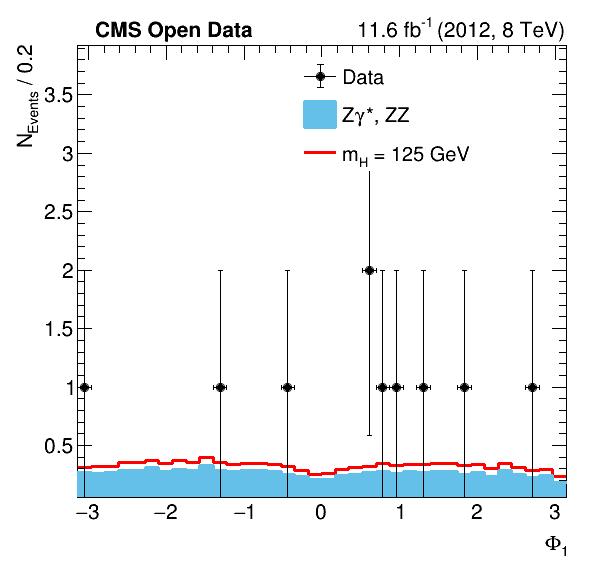 CMS Open Data 11.6 fb⁻¹ (2012, 8 TeV)
N_Events / 0.2
Data
Zγ*, ZZ
m_H = 125 GeV
3.5
3
2.5
2
1.5
1
0.5
−3 −2 −1 0 1 2 3
Φ₁